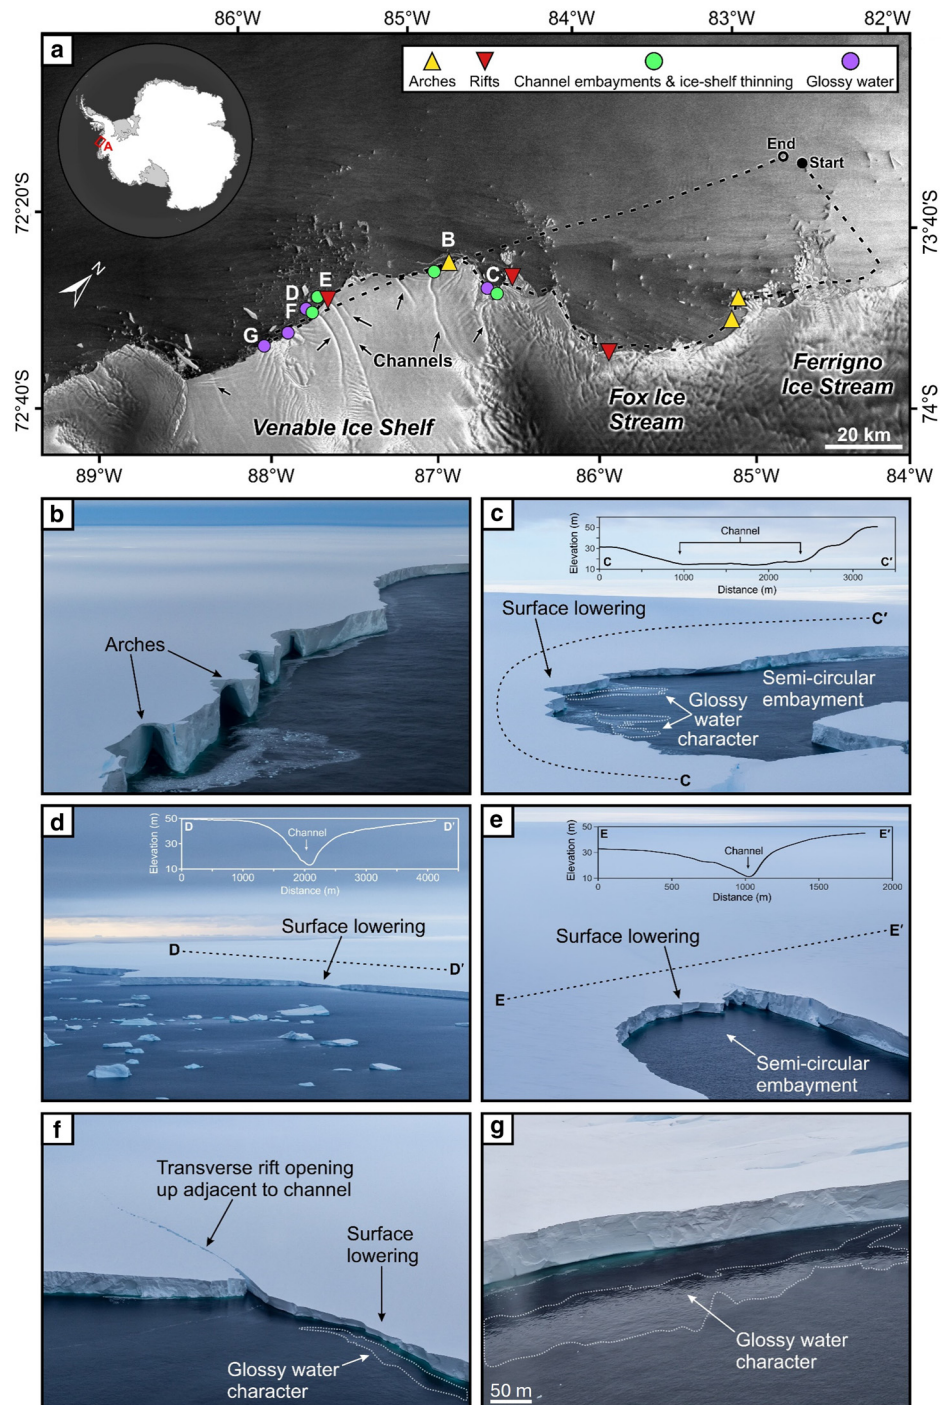 86°W 85°W 84°W 83°W 82°W
a
Arches Rifts Channel embayments & ice-shelf thinning Glossy water
A
End
Start
72°20'S
73°40'S
N
B
C
E
D
F
G
Channels
Venable Ice Shelf
Fox Ice
Stream
Ferrigno
Ice Stream
72°40'S
74°S
20 km
89°W 88°W 87°W 86°W 85°W 84°W
b
Arches
c
Elevation (m)
50
30
10
Channel
C C'
0 1000 2000 3000
Distance (m)
Surface lowering
C'
Semi-circular
embayment
Glossy
water
character
C
d
Elevation (m)
50
30
10
D D'
Channel
0 1000 2000 3000 4000
Distance (m)
Surface lowering
D
D'
e
Elevation (m)
50
30
10
E E'
Channel
0 500 1000 1500 2000
Distance (m)
Surface lowering
E'
E
Semi-circular
embayment
f
Transverse rift opening
up adjacent to channel
Surface
lowering
Glossy water
character
g
Glossy water
character
50 m